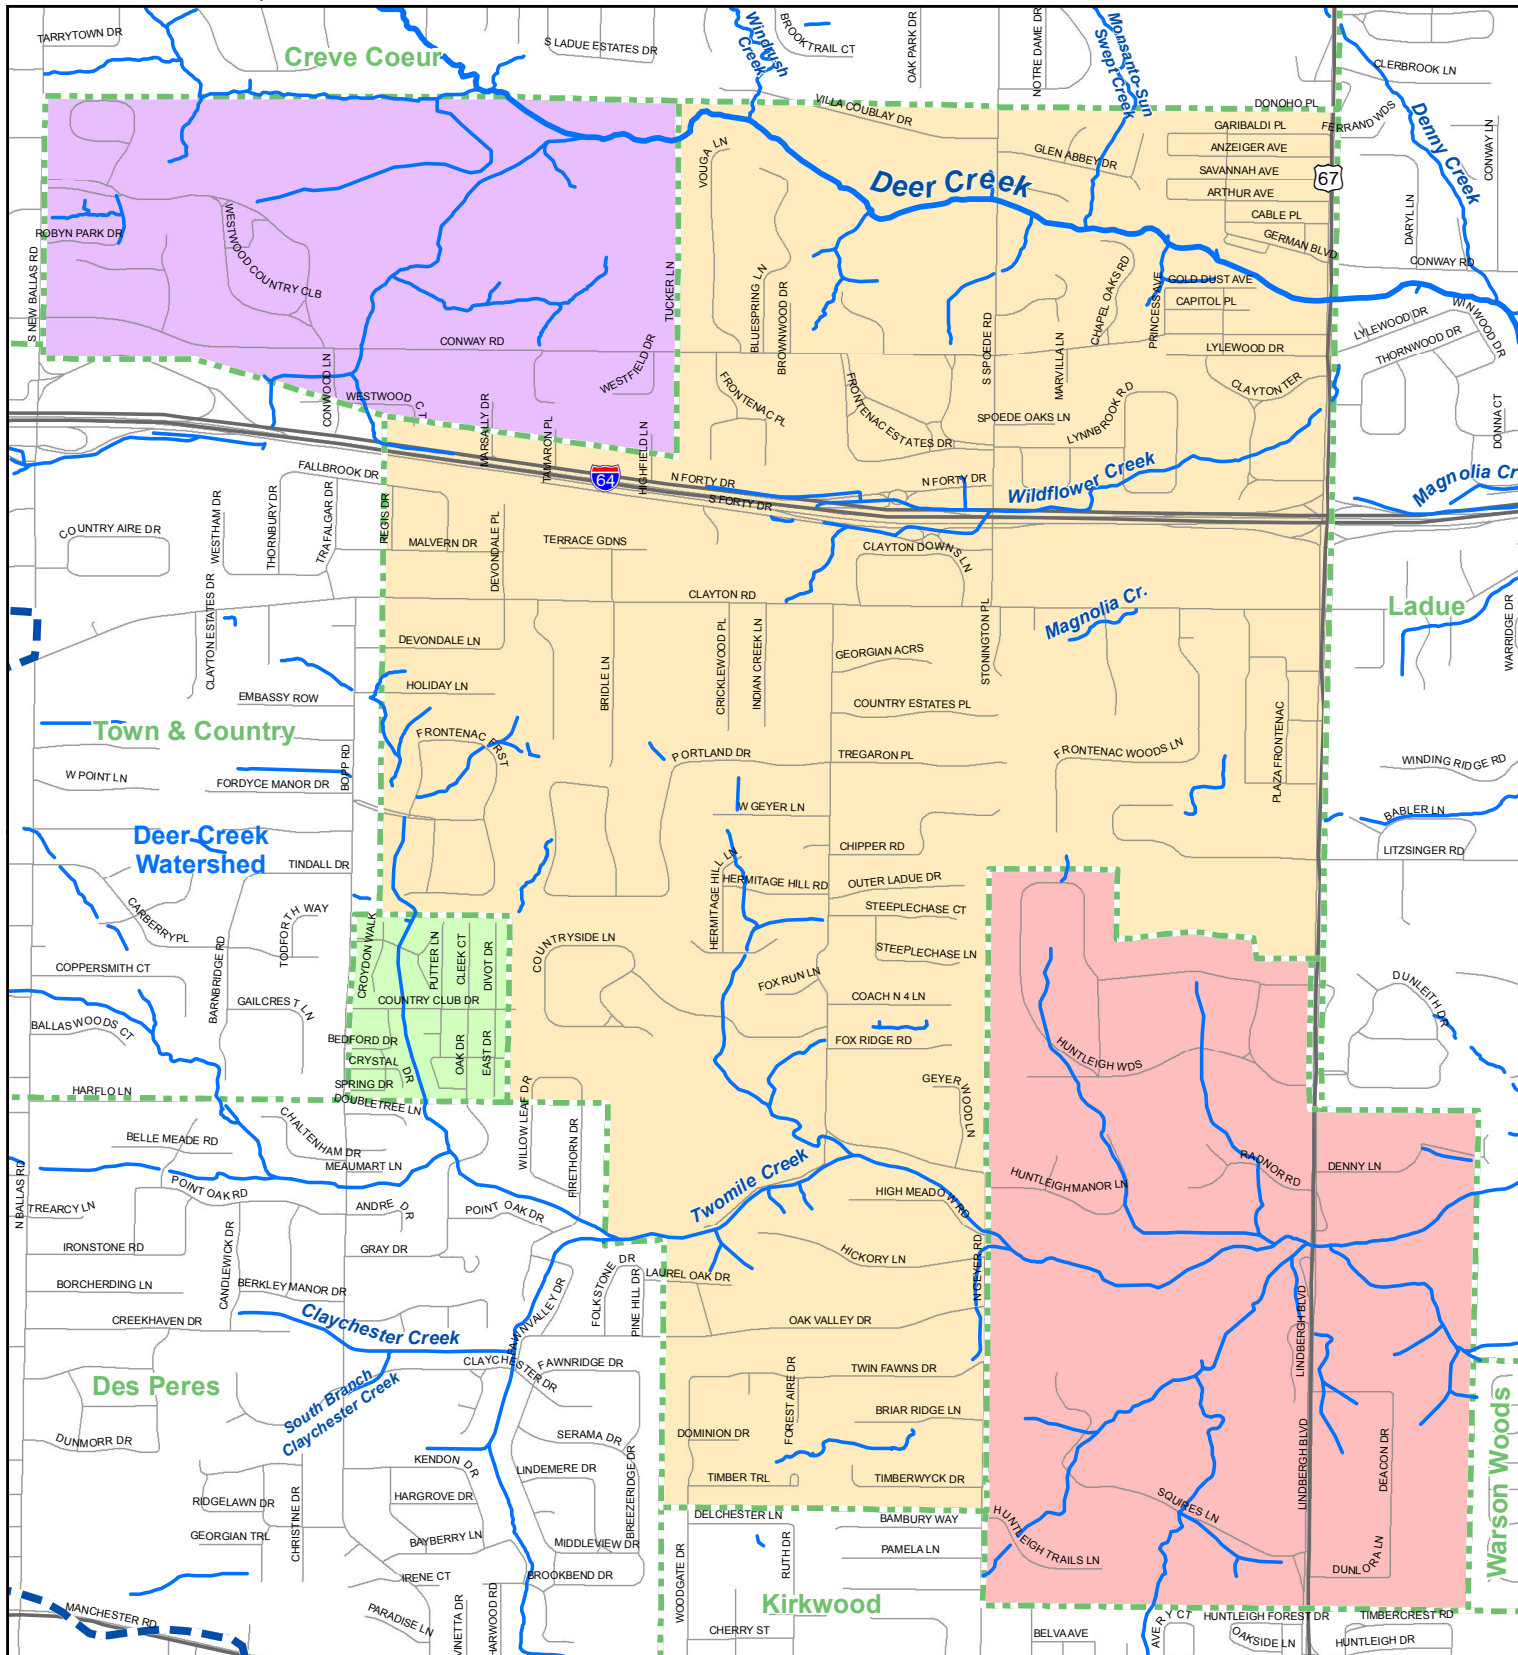 TARRYTOWN DR
Creve Coeur
S LADUE ESTATES DR
Windrush
Creek
BROOKTRAIL CT
OAK PARK DR
NOTRE DAME DR
Monsanto-Sun
Swept Creek
CLERBROOK LN
VILLA COUBLAY DR
DONOHO PL
FERRAND WDS
Denny Creek
CONWAY LN
GARIBALDI PL
ANZEIGER AVE
SAVANNAH AVE
ARTHUR AVE
CABLE PL
GERMAN BLVD
67
VOUGA LN
GLEN ABBEY DR
Deer Creek
DARYL LN
CONWAY RD
ROBYN PARK DR
S NEW BALLAS RD
WESTWOOD COUNTRY CLB
TUCKER LN
BLUESPRING LN
BROWNWOOD DR
S SPOEDE RD
CHAPEL OAKS RD
PRINCESS AVE
GOLD DUST AVE
CAPITOL PL
LYLEWOOD DR
MARVILLA LN
LYLEWOOD DR
WINWOOD DR
THORNWOOD DR
CONWAY RD
CONWOOD LN
WESTWOOD CT
WESTFIELD DR
MARSALLY DR
TAMARON PL
HIGHFIELD LN
FRONTENAC PL
FRONTENAC ESTATES DR
SPOEDE OAKS LN
LYNNBROOK RD
CLAYTON TER
DONNA CT
FALLBROOK DR
64
N FORTY DR
S FORTY DR
N FORTY DR
Wildflower Creek
Magnolia Cr
COUNTRY AIRE DR
WESTHAM DR
THORNBURY DR
TRAFALGAR DR
REGIS DR
MALVERN DR
DEVONDALE PL
TERRACE GDNS
CLAYTON DOWNS LN
CLAYTON RD
CLAYTON ESTATES DR
DEVONDALE LN
HOLIDAY LN
EMBASSY ROW
BRIDLE LN
CRICKLEWOOD PL
INDIAN CREEK LN
GEORGIAN ACRS
STONINGTON PL
Magnolia Cr.
Ladue
WARRIDGE DR
COUNTRY ESTATES PL
Town & Country
FRONTENAC FRST
BOPP RD
W POINT LN
FORDYCE MANOR DR
PORTLAND DR
TREGARON PL
FRONTENAC WOODS LN
PLAZA FRONTENAC
WINDING RIDGE RD
W GEYER LN
BABLER LN
LITZSINGER RD
Deer Creek
Watershed
TINDALL DR
CHIPPER RD
HERMITAGE HILL LN
HERMITAGE HILL RD
OUTER LADUE DR
STEEPLECHASE CT
STEEPLECHASE LN
CARBERRY PL
TODFORTH WAY
BARNBRIDGE RD
COPPERSMITH CT
GAILCREST LN
BALLAS WOODS CT
CROYDON WALK
PUTTER LN
CLEEK CT
DIVOT DR
COUNTRY CLUB DR
BEDFORD DR
CRYSTAL
DR
SPRING DR
OAK DR
EAST DR
COUNTRYSIDE LN
FOX RUN LN
COACH N 4 LN
FOX RIDGE RD
GEYER WOOD LN
DUNLEITH DR
HUNTLEIGH WDS
HARFLO LN
DOUBLETREE LN
CHALTENHAM DR
BELLE MEADE RD
MEAUMART LN
WILLOW LEAF DR
FIRETHORN DR
N BALLAS RD
POINT OAK RD
TREARCY LN
ANDRE DR
POINT OAK DR
Twomile Creek
HIGH MEADOW RD
HUNTLEIGH MANOR LN
RADNOR RD
DENNY LN
IRONSTONE RD
CANDLEWICK DR
GRAY DR
HICKORY LN
N GEYER RD
BORCHERDING LN
BERKLEY MANOR DR
FOLKSTONE DR
PINE HILL DR
LAUREL OAK DR
LINDBERGH BLVD
CREEKHAVEN DR
Claychester Creek
FAWNVALLEY DR
OAK VALLEY DR
CLAYCHESTER DR
FAWNRIDGE DR
TWIN FAWNS DR
FOREST AIRE DR
Des Peres
South Branch
Claychester Creek
BRIAR RIDGE LN
DUNMORR DR
SERAMA DR
DOMINION DR
LINDBERGH BLVD
DEACON DR
Warson Woods
KENDON DR
LINDEMERE DR
BREEZERIDGE DR
TIMBER TRL
TIMBERWYCK DR
RIDGELAWN DR
HARGROVE DR
CHRISTINE DR
SQUIRES LN
GEORGIAN TRL
BAYBERRY LN
MIDDLEVIEW DR
DELCHESTER LN
BAMBURY WAY
HUNTLEIGH TRAILS LN
PAMELA LN
WOODGATE DR
RUTH DR
IRENE CT
BROOKBEND DR
DUNLORA LN
MANCHESTER RD
PARADISE LN
VINETTA DR
HARWOOD RD
Kirkwood
CHERRY ST
BELVA AVE
AVERY CT
HUNTLEIGH FOREST DR
TIMBERCREST RD
OAKSIDE LN
HUNTLEIGH DR